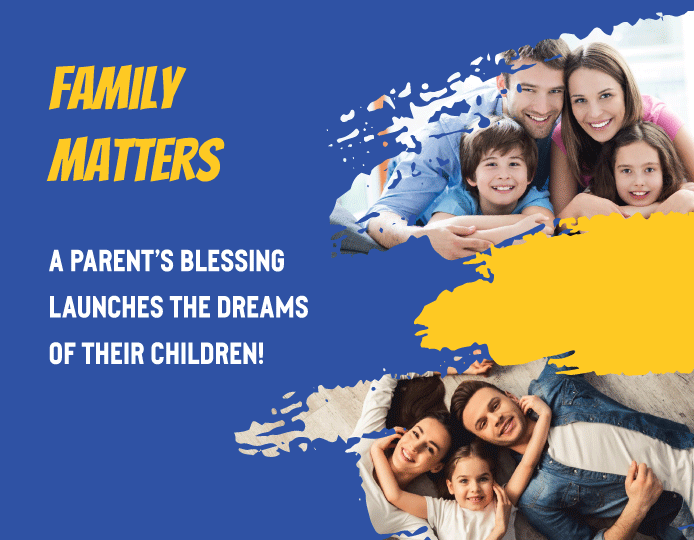 FAMILY
MATTERS
A PARENT'S BLESSING
LAUNCHES THE DREAMS
OF THEIR CHILDREN!